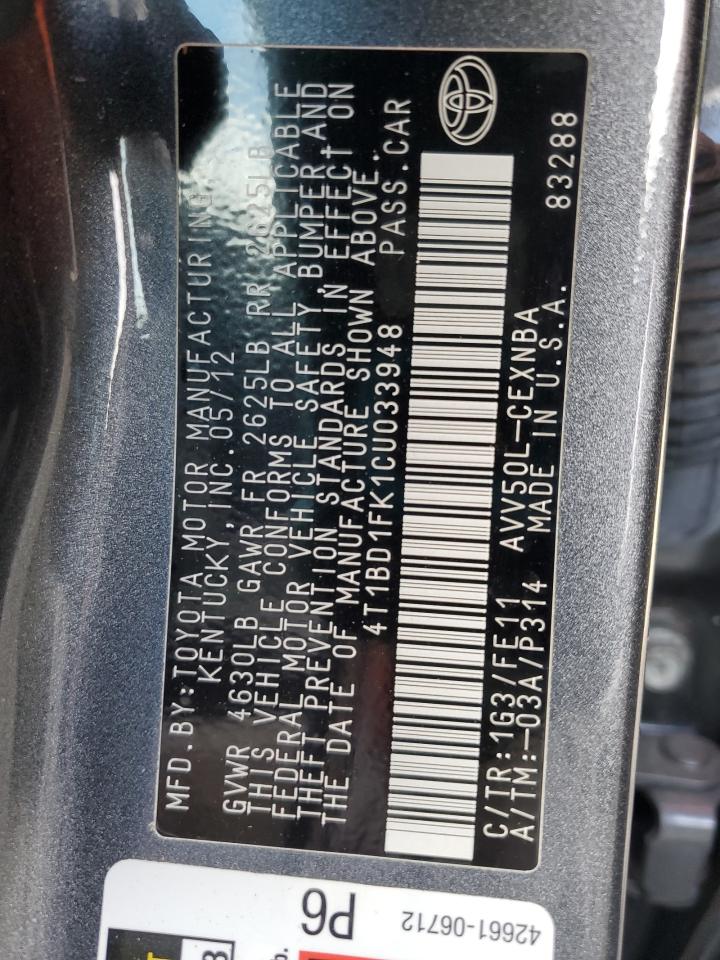 MFD.BY:TOYOTA MOTOR MANUFACTURING
KENTUCKY,INC.05/12
GVWR 4630LB GAWR FR 2625LB RR 2625LB
THIS VEHICLE CONFORMS TO ALL APPLICABLE
FEDERAL MOTOR VEHICLE SAFETY,BUMPER,AND
THEFT PREVENTION STANDARDS IN EFFECT ON
THE DATE OF MANUFACTURE SHOWN ABOVE.
4T1BD1FK1CU033948 PASS.CAR
C/TR:1G3/FE11 AVV50L-CEXNBA
A/TM:-03A/P314 MADE IN U.S.A. 83288
P6
42661-06712